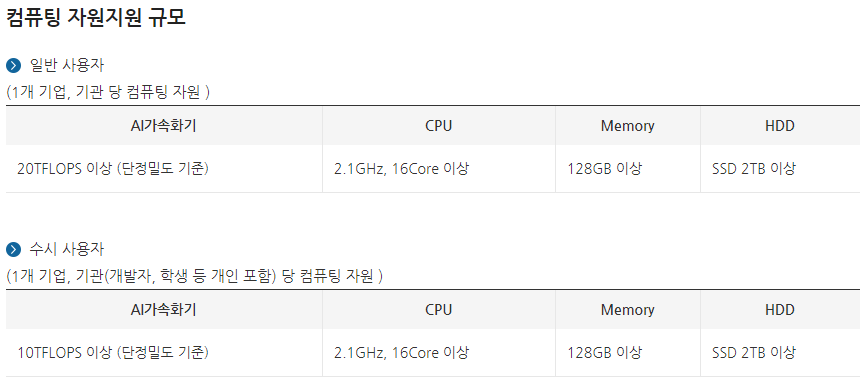 컴퓨팅 자원지원 규모
일반 사용자
(1개 기업, 기관 당 컴퓨팅 자원 )
AI가속화기 CPU Memory HDD
20TFLOPS 이상 (단정밀도 기준) 2.1GHz, 16Core 이상 128GB 이상 SSD 2TB 이상
수시 사용자
(1개 기업, 기관(개발자, 학생 등 개인 포함) 당 컴퓨팅 자원 )
AI가속화기 CPU Memory HDD
10TFLOPS 이상 (단정밀도 기준) 2.1GHz, 16Core 이상 128GB 이상 SSD 2TB 이상